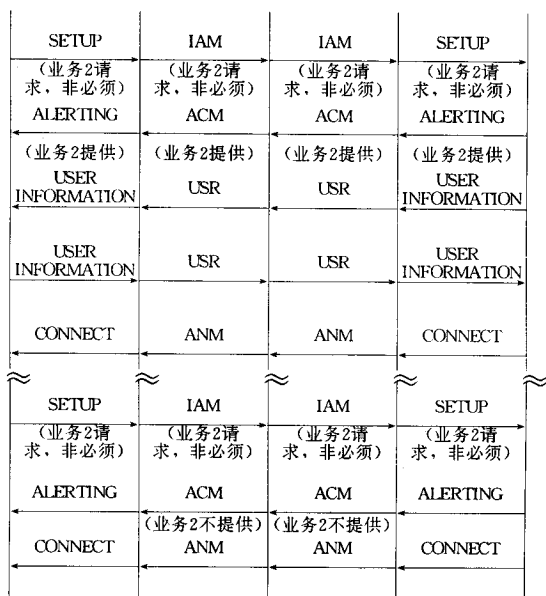 SETUP IAM IAM SETUP
(业务2请 (业务2请 (业务2请 (业务2请
求,非必须) 求,非必须) 求,非必须) 求,非必须)
ALERTING ACM ACM ALERTING
(业务2提供) (业务2提供) (业务2提供) (业务2提供)
USER USER
INFORMATION USR USR INFORMATION
USER USER
INFORMATION USR USR INFORMATION
CONNECT ANM ANM CONNECT
SETUP IAM IAM SETUP
(业务2请 (业务2请 (业务2请 (业务2请
求,非必须) 求,非必须) 求,非必须) 求,非必须)
ALERTING ACM ACM ALERTING
(业务2不提供) (业务2不提供)
CONNECT ANM ANM CONNECT